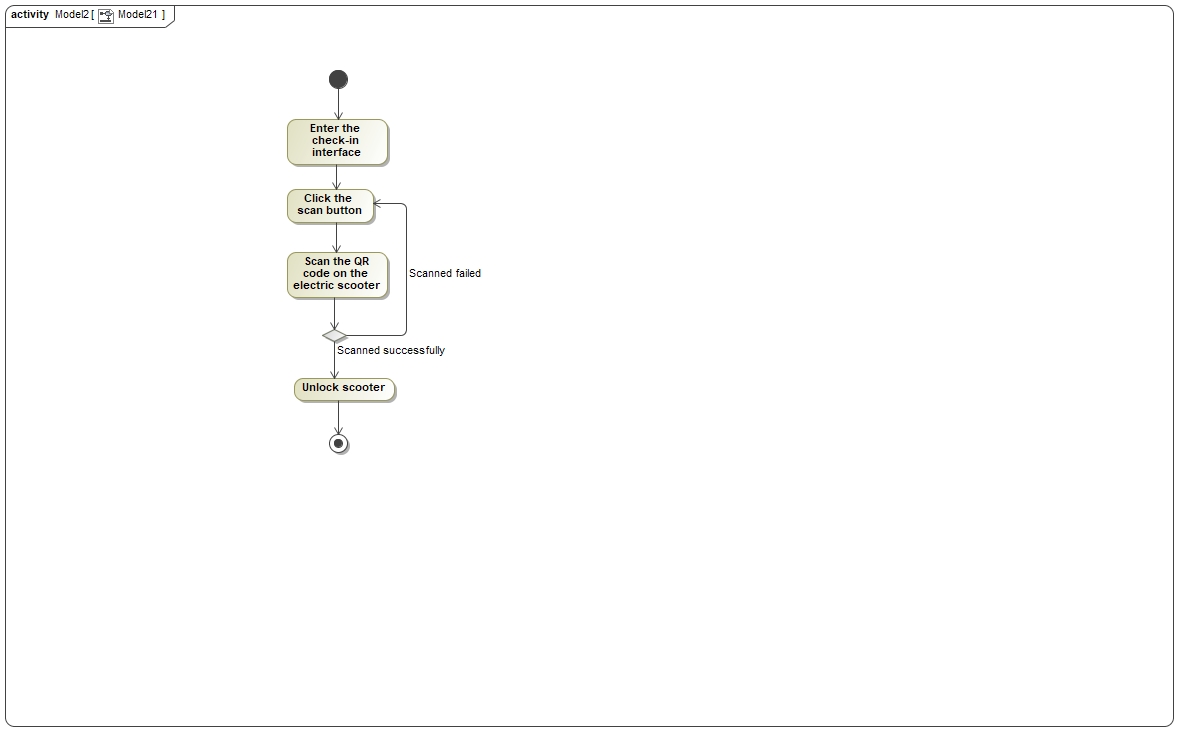 activity Model2 [ Model21 ]
Enter the
check-in
interface
Click the
scan button
Scan the QR
code on the
electric scooter
Scanned failed
Scanned successfully
Unlock scooter